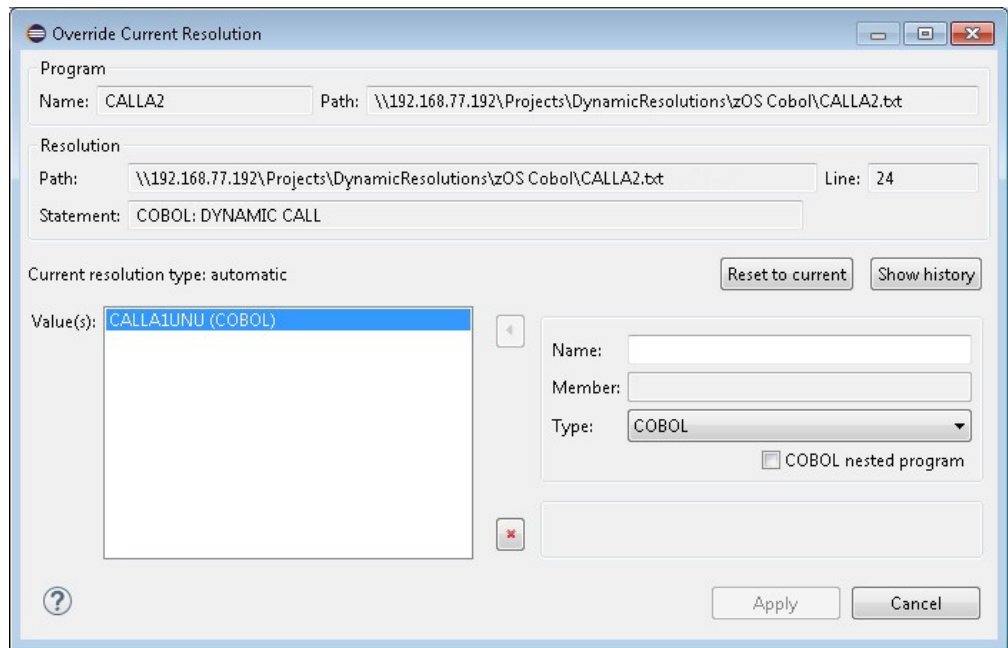 Override Current Resolution
Program
Name: CALLA2 Path: \\192.168.77.192\Projects\DynamicResolutions\zOS Cobol\CALLA2.txt
Resolution
Path: \\192.168.77.192\Projects\DynamicResolutions\zOS Cobol\CALLA2.txt Line: 24
Statement: COBOL: DYNAMIC CALL
Current resolution type: automatic Reset to current Show history
Value(s): CALLA1UNU (COBOL)
Name:
Member:
Type: COBOL
COBOL nested program
? Apply Cancel